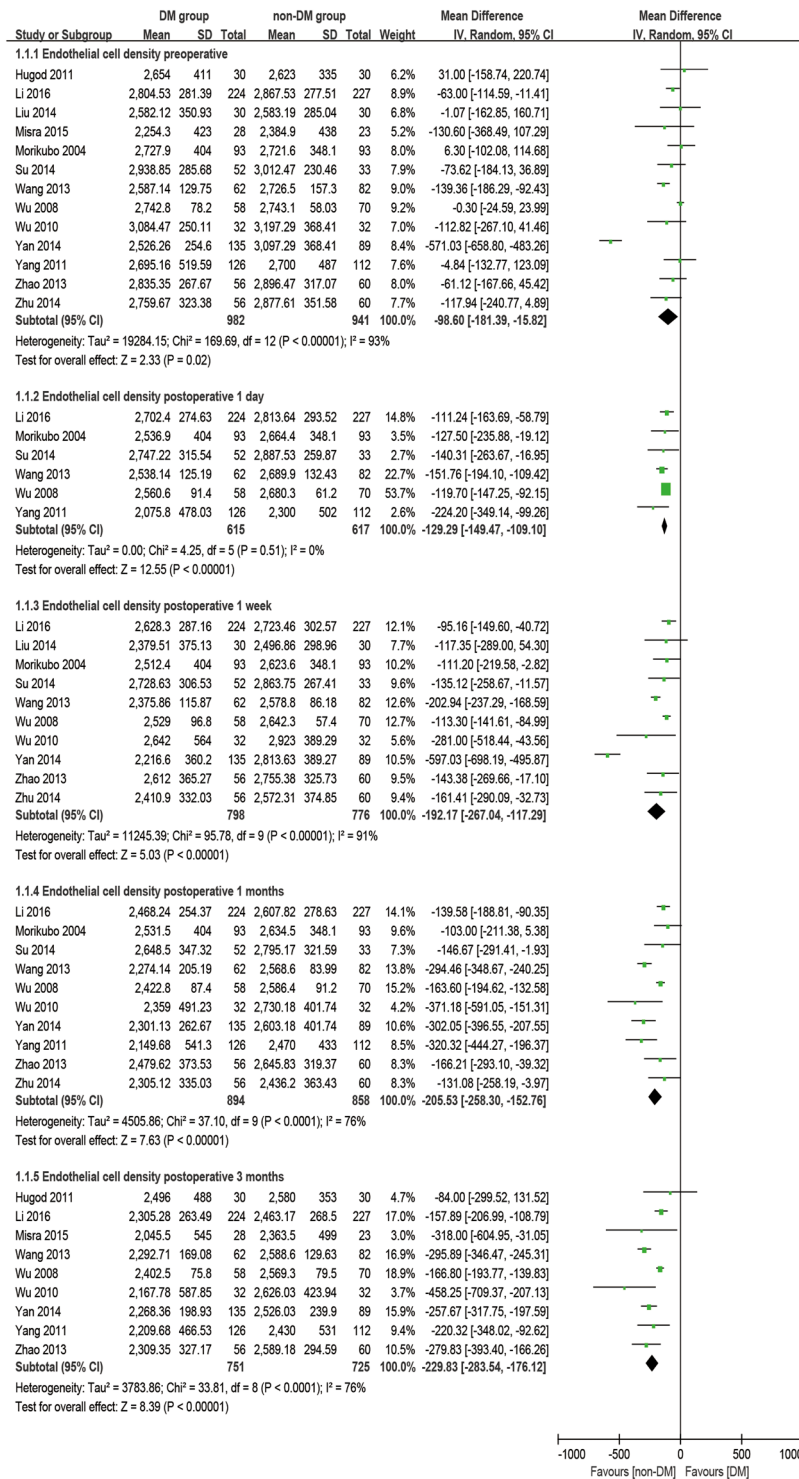 DM group non-DM group Mean Difference Mean Difference
Study or Subgroup Mean SD Total Mean SD Total Weight IV, Random, 95% CI IV, Random, 95% CI
1.1.1 Endothelial cell density preoperative
Hugod 2011 2,654 411 30 2,623 335 30 6.2% 31.00 [-158.74, 220.74]
Li 2016 2,804.53 281.39 224 2,867.53 277.51 227 8.9% -63.00 [-114.59, -11.41]
Liu 2014 2,582.12 350.93 30 2,583.19 285.04 30 6.8% -1.07 [-162.85, 160.71]
Misra 2015 2,254.3 423 28 2,384.9 438 23 5.2% -130.60 [-368.49, 107.29]
Morikubo 2004 2,727.9 404 93 2,721.6 348.1 93 7.9% 6.30 [-102.08, 114.68]
Su 2014 2,938.85 285.68 52 3,012.47 230.46 33 7.9% -73.62 [-184.13, 36.89]
Wang 2013 2,587.14 129.75 62 2,726.5 157.3 82 9.0% -139.36 [-186.29, -92.43]
Wu 2008 2,742.8 78.2 58 2,743.1 58.03 70 9.2% -0.30 [-24.59, 23.99]
Wu 2010 3,084.47 250.11 32 3,197.29 368.41 32 6.9% -112.82 [-267.10, 41.46]
Yan 2014 2,526.26 254.6 135 3,097.29 368.41 89 8.4% -571.03 [-658.80, -483.26]
Yang 2011 2,695.16 519.59 126 2,700 487 112 7.6% -4.84 [-132.77, 123.09]
Zhao 2013 2,835.35 267.67 56 2,896.47 317.07 60 8.0% -61.12 [-167.66, 45.42]
Zhu 2014 2,759.67 323.38 56 2,877.61 351.58 60 7.7% -117.94 [-240.77, 4.89]
Subtotal (95% CI) 982 941 100.0% -98.60 [-181.39, -15.82]
Heterogeneity: Tau² = 19284.15; Chi² = 169.69, df = 12 (P < 0.00001); I² = 93%
Test for overall effect: Z = 2.33 (P = 0.02)
1.1.2 Endothelial cell density postoperative 1 day
Li 2016 2,702.4 274.63 224 2,813.64 293.52 227 14.8% -111.24 [-163.69, -58.79]
Morikubo 2004 2,536.9 404 93 2,664.4 348.1 93 3.5% -127.50 [-235.88, -19.12]
Su 2014 2,747.22 315.54 52 2,887.53 259.87 33 2.7% -140.31 [-263.67, -16.95]
Wang 2013 2,538.14 125.19 62 2,689.9 132.43 82 22.7% -151.76 [-194.10, -109.42]
Wu 2008 2,560.6 91.4 58 2,680.3 61.2 70 53.7% -119.70 [-147.25, -92.15]
Yang 2011 2,075.8 478.03 126 2,300 502 112 2.6% -224.20 [-349.14, -99.26]
Subtotal (95% CI) 615 617 100.0% -129.29 [-149.47, -109.10]
Heterogeneity: Tau² = 0.00; Chi² = 4.25, df = 5 (P = 0.51); I² = 0%
Test for overall effect: Z = 12.55 (P < 0.00001)
1.1.3 Endothelial cell density postoperative 1 week
Li 2016 2,628.3 287.16 224 2,723.46 302.57 227 12.1% -95.16 [-149.60, -40.72]
Liu 2014 2,379.51 375.13 30 2,496.86 298.96 30 7.7% -117.35 [-289.00, 54.30]
Morikubo 2004 2,512.4 404 93 2,623.6 348.1 93 10.2% -111.20 [-219.58, -2.82]
Su 2014 2,728.63 306.53 52 2,863.75 267.41 33 9.6% -135.12 [-258.67, -11.57]
Wang 2013 2,375.86 115.87 62 2,578.8 86.18 82 12.6% -202.94 [-237.29, -168.59]
Wu 2008 2,529 96.8 58 2,642.3 57.4 70 12.7% -113.30 [-141.61, -84.99]
Wu 2010 2,642 564 32 2,923 389.29 32 5.6% -281.00 [-518.44, -43.56]
Yan 2014 2,216.6 360.2 135 2,813.63 389.27 89 10.5% -597.03 [-698.19, -495.87]
Zhao 2013 2,612 365.27 56 2,755.38 325.73 60 9.5% -143.38 [-269.66, -17.10]
Zhu 2014 2,410.9 332.03 56 2,572.31 374.85 60 9.4% -161.41 [-290.09, -32.73]
Subtotal (95% CI) 798 776 100.0% -192.17 [-267.04, -117.29]
Heterogeneity: Tau² = 11245.39; Chi² = 95.78, df = 9 (P < 0.00001); I² = 91%
Test for overall effect: Z = 5.03 (P < 0.00001)
1.1.4 Endothelial cell density postoperative 1 months
Li 2016 2,468.24 254.37 224 2,607.82 278.63 227 14.1% -139.58 [-188.81, -90.35]
Morikubo 2004 2,531.5 404 93 2,634.5 348.1 93 9.4% -103.00 [-211.38, 5.38]
Su 2014 2,648.5 347.32 52 2,795.17 321.59 33 7.3% -146.67 [-291.41, -1.93]
Wang 2013 2,274.14 205.19 62 2,568.6 83.99 82 13.8% -294.46 [-348.67, -240.25]
Wu 2008 2,422.8 87.4 58 2,586.4 91.2 70 15.2% -163.60 [-194.62, -132.58]
Wu 2010 2,359 491.23 32 2,730.18 401.74 32 4.2% -371.18 [-591.05, -151.31]
Yan 2014 2,301.13 262.67 135 2,603.18 401.74 89 10.6% -302.05 [-396.55, -207.55]
Yang 2011 2,149.68 541.3 126 2,470 433 112 8.7% -320.32 [-444.27, -196.37]
Zhao 2013 2,479.62 373.53 56 2,645.83 319.37 60 8.3% -166.21 [-293.10, -39.32]
Zhu 2014 2,305.12 335.03 56 2,436.2 363.43 60 8.3% -131.08 [-258.19, -3.97]
Subtotal (95% CI) 894 858 100.0% -205.53 [-258.30, -152.76]
Heterogeneity: Tau² = 4505.86; Chi² = 37.10, df = 9 (P < 0.0001); I² = 76%
Test for overall effect: Z = 7.63 (P < 0.00001)
1.1.5 Endothelial cell density postoperative 3 months
Hugod 2011 2,496 488 30 2,580 353 30 4.7% -84.00 [-299.52, 131.52]
Li 2016 2,305.28 263.49 224 2,463.17 268.5 227 17.0% -157.89 [-206.99, -108.79]
Misra 2015 2,045.5 545 28 2,363.5 499 23 3.0% -318.00 [-604.95, -31.05]
Wang 2013 2,292.71 169.08 62 2,588.6 129.63 82 16.9% -295.89 [-346.47, -245.31]
Wu 2008 2,402.5 75.8 58 2,569.3 79.5 70 18.9% -166.80 [-193.77, -139.83]
Wu 2010 2,167.78 587.85 32 2,626.03 423.94 32 3.7% -458.25 [-709.37, -207.13]
Yan 2014 2,268.36 198.93 135 2,526.03 239.9 89 15.9% -257.67 [-317.75, -197.59]
Yang 2011 2,209.68 466.53 126 2,430 531 112 9.4% -220.32 [-348.02, -92.62]
Zhao 2013 2,309.35 327.17 56 2,589.18 294.59 60 10.5% -279.83 [-393.40, -166.26]
Subtotal (95% CI) 751 725 100.0% -229.83 [-283.54, -176.12]
Heterogeneity: Tau² = 3783.86; Chi² = 33.81, df = 8 (P < 0.0001); I² = 76%
Test for overall effect: Z = 8.39 (P < 0.00001)
-1000 -500 0 500 1000
Favours [non-DM] Favours [DM]